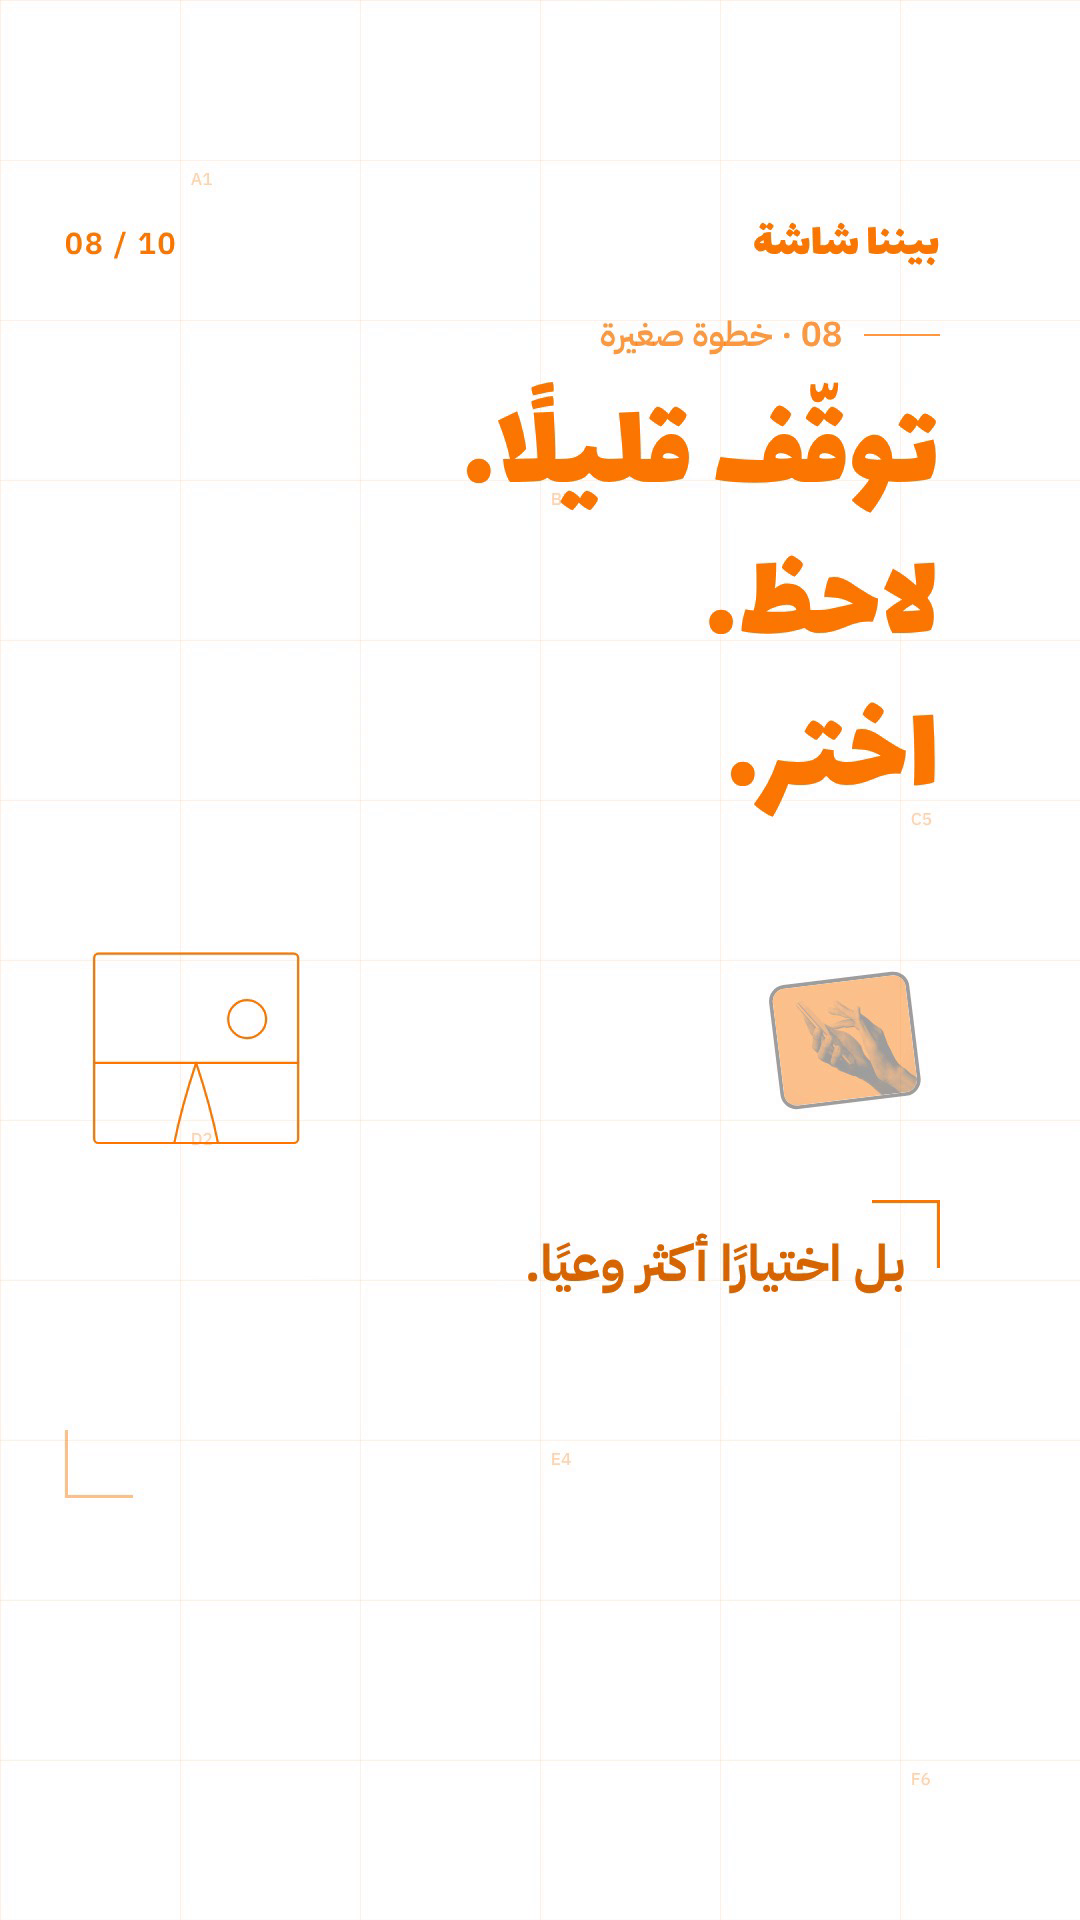 A1
بيننا شاشة
08 / 10
08 · خطوة صغيرة
توقّف قليلًا.
B
لاحظ.
اختر.
C5
D2
بل اختيارًا أكثر وعيًا.
E4
F6